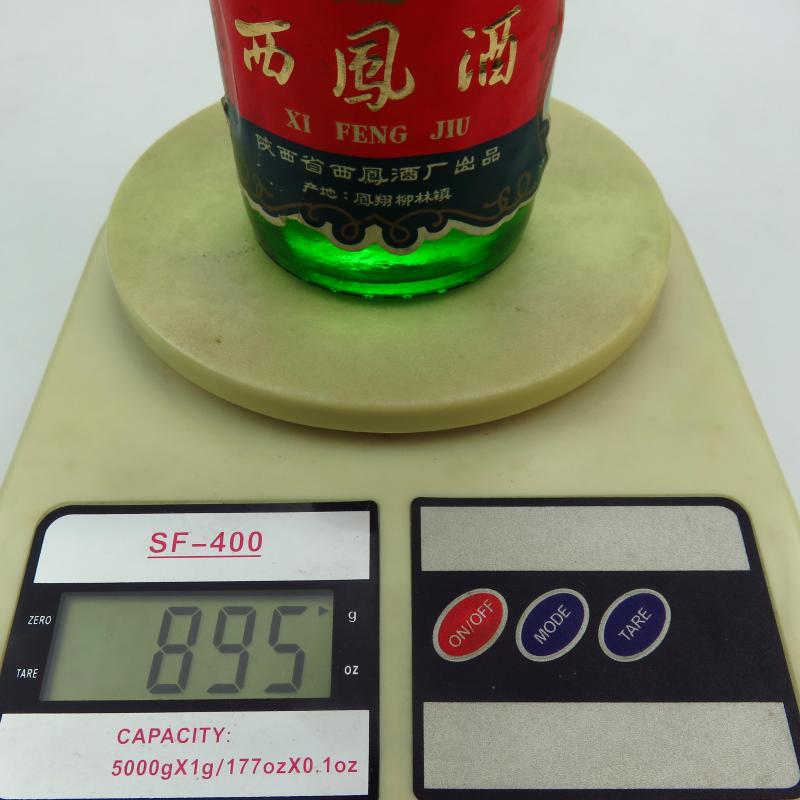 西鳳酒
XI FENG JIU
陕西省西鳳酒厂出品
产地：鳳翔柳林镇
SF-400
ZERO
TARE
895
g
oz
ON/OFF
MODE
TARE
CAPACITY:
5000gX1g/177ozX0.1oz